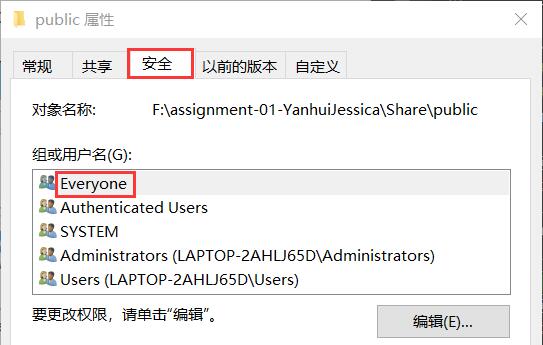 public 属性
常规 共享 安全 以前的版本 自定义
对象名称: F:\assignment-01-YanhuiJessica\Share\public
组或用户名(G):
Everyone
Authenticated Users
SYSTEM
Administrators (LAPTOP-2AHLJ65D\Administrators)
Users (LAPTOP-2AHLJ65D\Users)
要更改权限，请单击“编辑”。 编辑(E)...